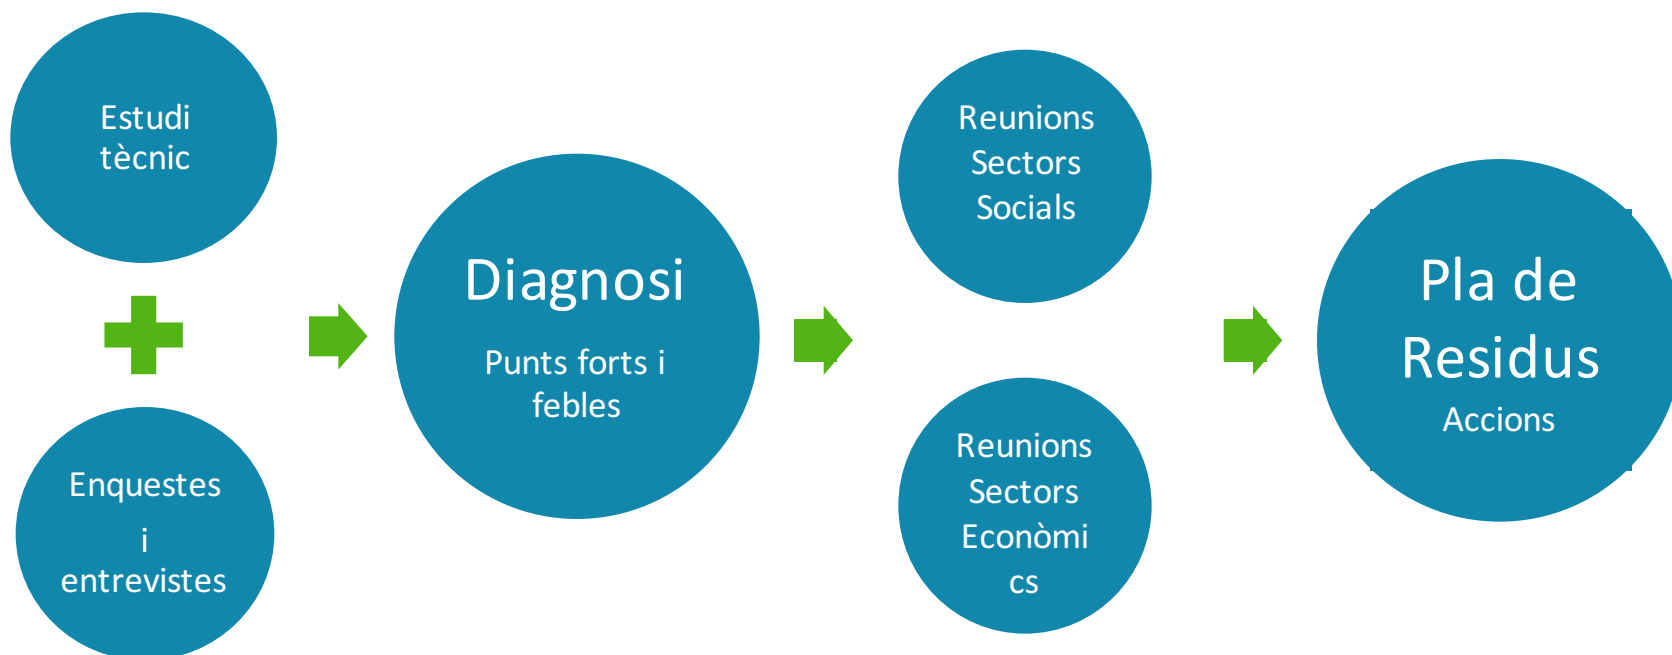 Estudi
tècnic
Enquestes
i
entrevistes
Diagnosi
Punts forts i
febles
Reunions
Sectors
Socials
Reunions
Sectors
Econòmi
cs
Pla de
Residus
Accions